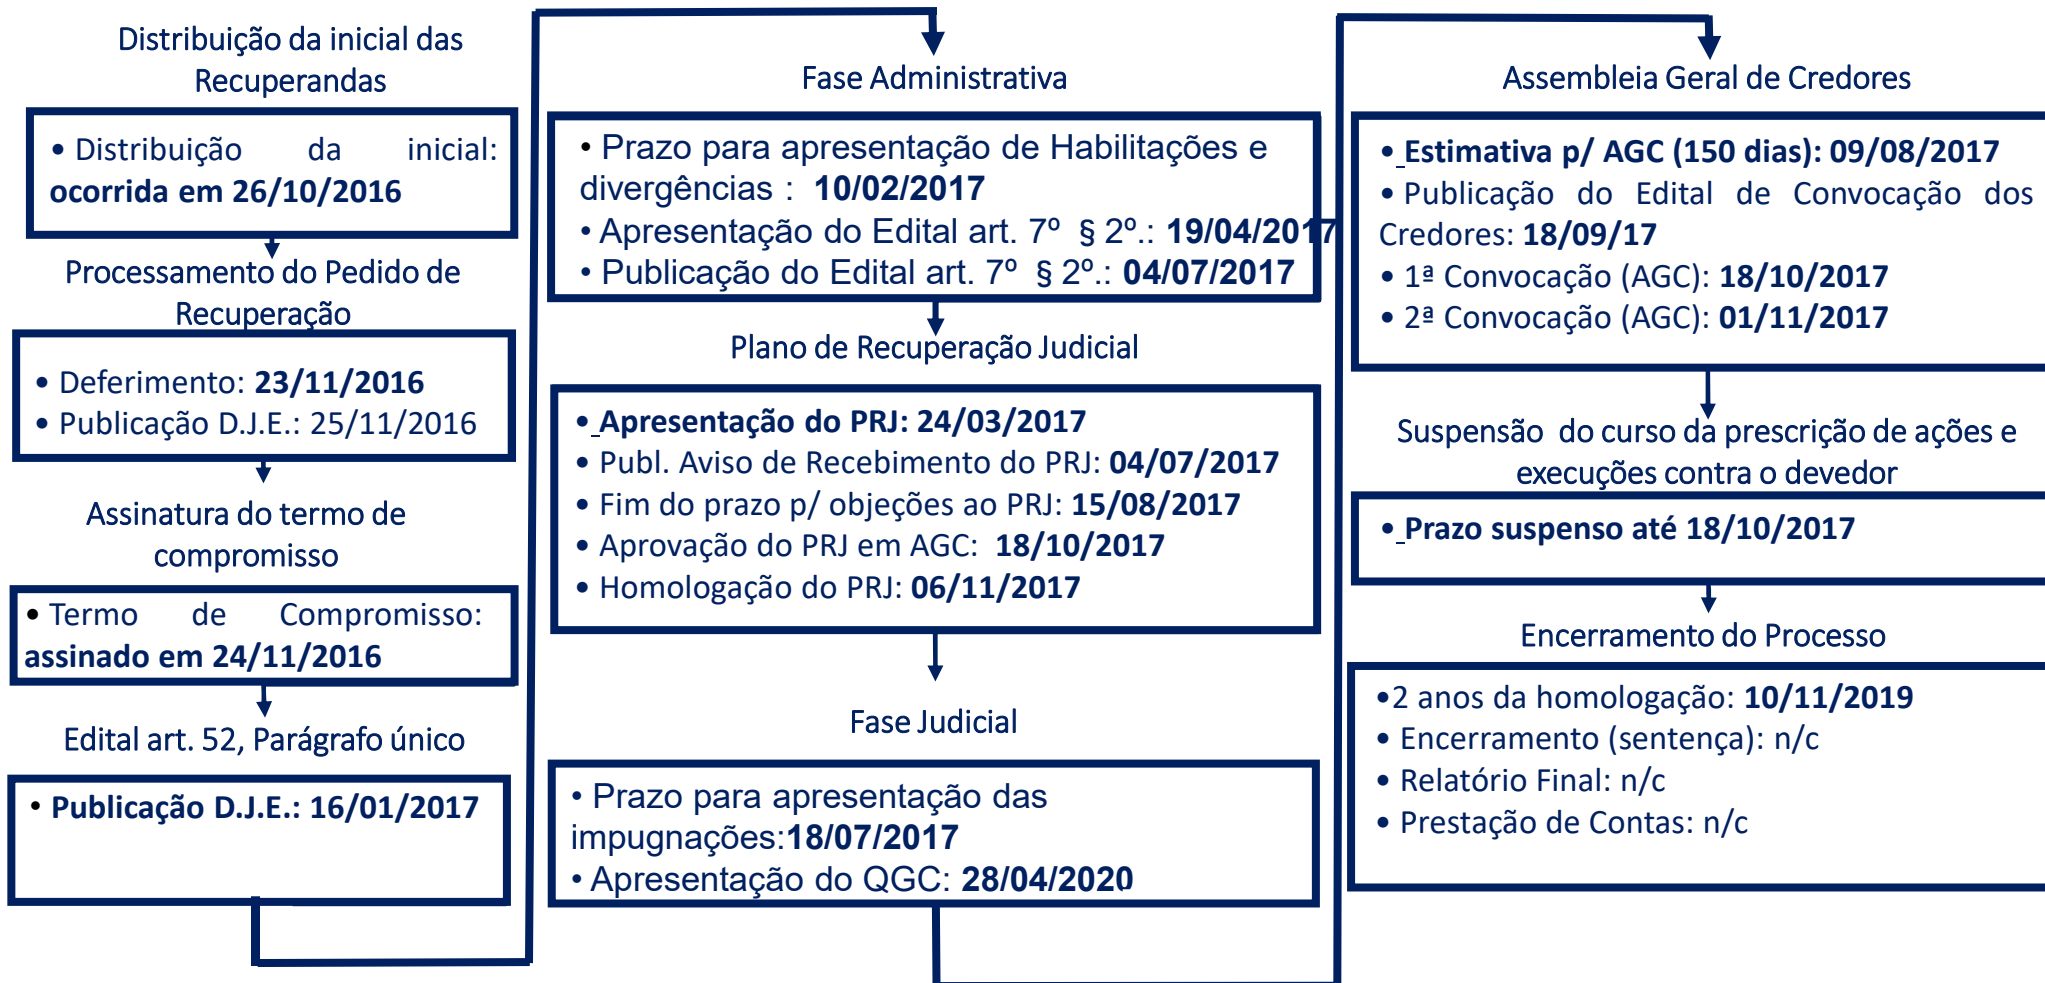 Distribuição da inicial das
Recuperandas
• Distribuição da inicial:
ocorrida em 26/10/2016
Processamento do Pedido de
Recuperação
• Deferimento: 23/11/2016
• Publicação D.J.E.: 25/11/2016
Assinatura do termo de
compromisso
• Termo de Compromisso:
assinado em 24/11/2016
Edital art. 52, Parágrafo único
• Publicação D.J.E.: 16/01/2017
Fase Administrativa
• Prazo para apresentação de Habilitações e
divergências : 10/02/2017
• Apresentação do Edital art. 7º § 2º.: 19/04/2017
• Publicação do Edital art. 7º § 2º.: 04/07/2017
Plano de Recuperação Judicial
• Apresentação do PRJ: 24/03/2017
• Publ. Aviso de Recebimento do PRJ: 04/07/2017
• Fim do prazo p/ objeções ao PRJ: 15/08/2017
• Aprovação do PRJ em AGC: 18/10/2017
• Homologação do PRJ: 06/11/2017
Fase Judicial
• Prazo para apresentação das
impugnações:18/07/2017
• Apresentação do QGC: 28/04/2020
Assembleia Geral de Credores
• Estimativa p/ AGC (150 dias): 09/08/2017
• Publicação do Edital de Convocação dos
Credores: 18/09/17
• 1ª Convocação (AGC): 18/10/2017
• 2ª Convocação (AGC): 01/11/2017
Suspensão do curso da prescrição de ações e
execuções contra o devedor
• Prazo suspenso até 18/10/2017
Encerramento do Processo
•2 anos da homologação: 10/11/2019
• Encerramento (sentença): n/c
• Relatório Final: n/c
• Prestação de Contas: n/c